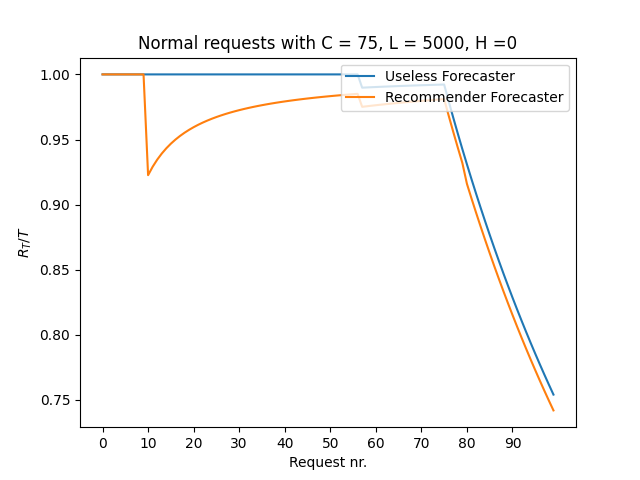 Normal requests with C = 75, L = 5000, H =0
Useless Forecaster
Recommender Forecaster
1.00
0.95
0.90
0.85
0.80
0.75
R_T/T
0 10 20 30 40 50 60 70 80 90
Request nr.